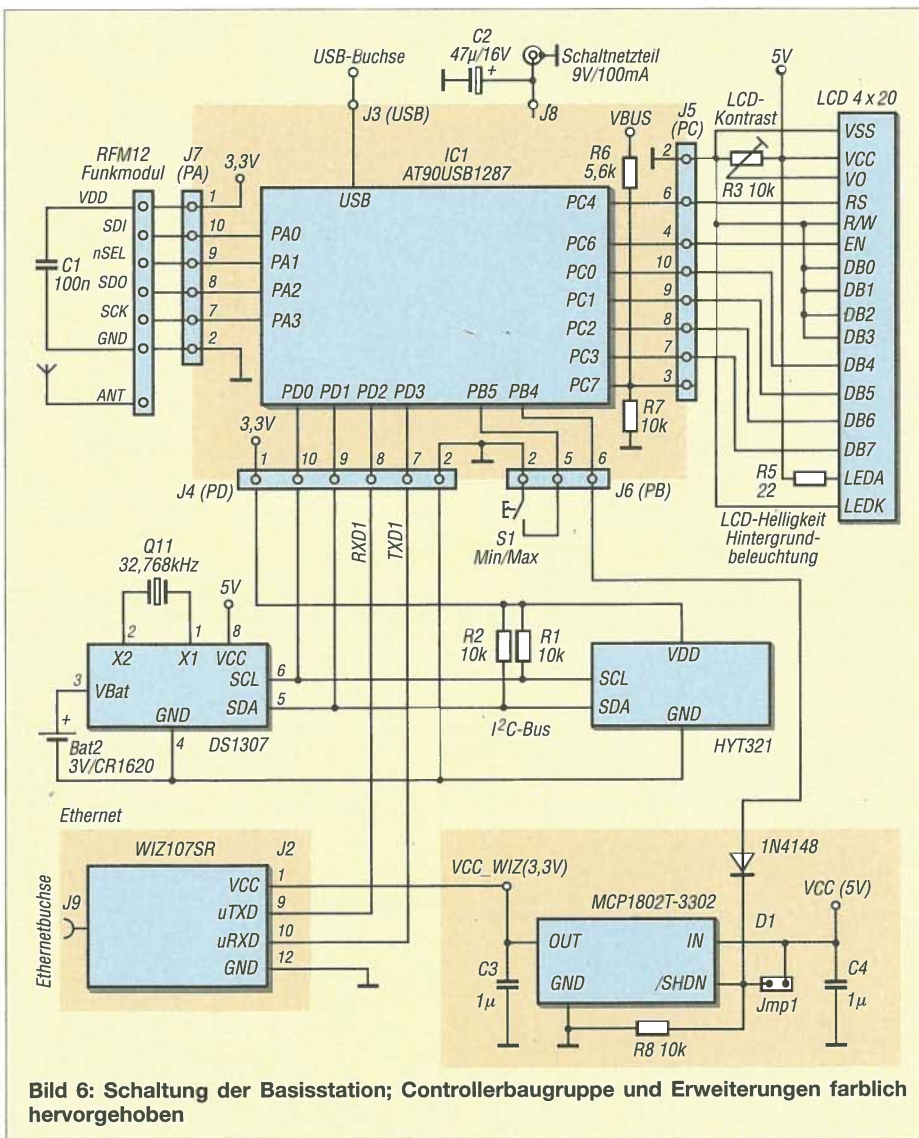 C2
47µ/16V
+
USB-Buchse
Schaltnetzteil
9V/100mA
J3 (USB)
J8
5V
VBUS
J5
(PC)
LCD-
Kontrast
LCD 4 x 20
RFM12
Funkmodul
J7
(PA)
3,3V
IC1
AT90USB1287
USB
R6
5,6k
R3 10k
VDD
SDI
nSEL
SDO
SCK
GND
ANT
C1
100n
1
10
9
8
7
2
PA0
PA1
PA2
PA3
PC4
PC6
PC0
PC1
PC2
PC3
PC7
2
6
4
10
9
8
7
3
VSS
VCC
VO
RS
R/W
EN
DB0
DB1
DB2
DB3
DB4
DB5
DB6
DB7
LEDA
LEDK
PD0 PD1 PD2 PD3 PB5 PB4
R7
10k
R5
22
3,3V
1 10 9 8 7 2
J4 (PD)
2 5 6
J6 (PB)
S1
Min/Max
LCD-Helligkeit
Hintergrund-
beleuchtung
RXD1
TXD1
Q11
32,768kHz
5V
2 1 8
X2 X1 VCC
3
VBat
SCL
SDA
GND
6
5
4
DS1307
+
Bat2
3V/CR1620
R2
10k
R1
10k
I²C-Bus
VDD
SCL
SDA
GND
HYT321
Ethernet
WIZ107SR
J2
J9
Ethernetbuchse
VCC
uTXD
uRXD
GND
1
9
10
12
VCC_WIZ(3,3V)
MCP1802T-3302
1N4148
D1
VCC (5V)
OUT
IN
GND
/SHDN
C3
1µ
C4
1µ
Jmp1
R8 10k
Bild 6: Schaltung der Basisstation; Controllerbaugruppe und Erweiterungen farblich
hervorgehoben